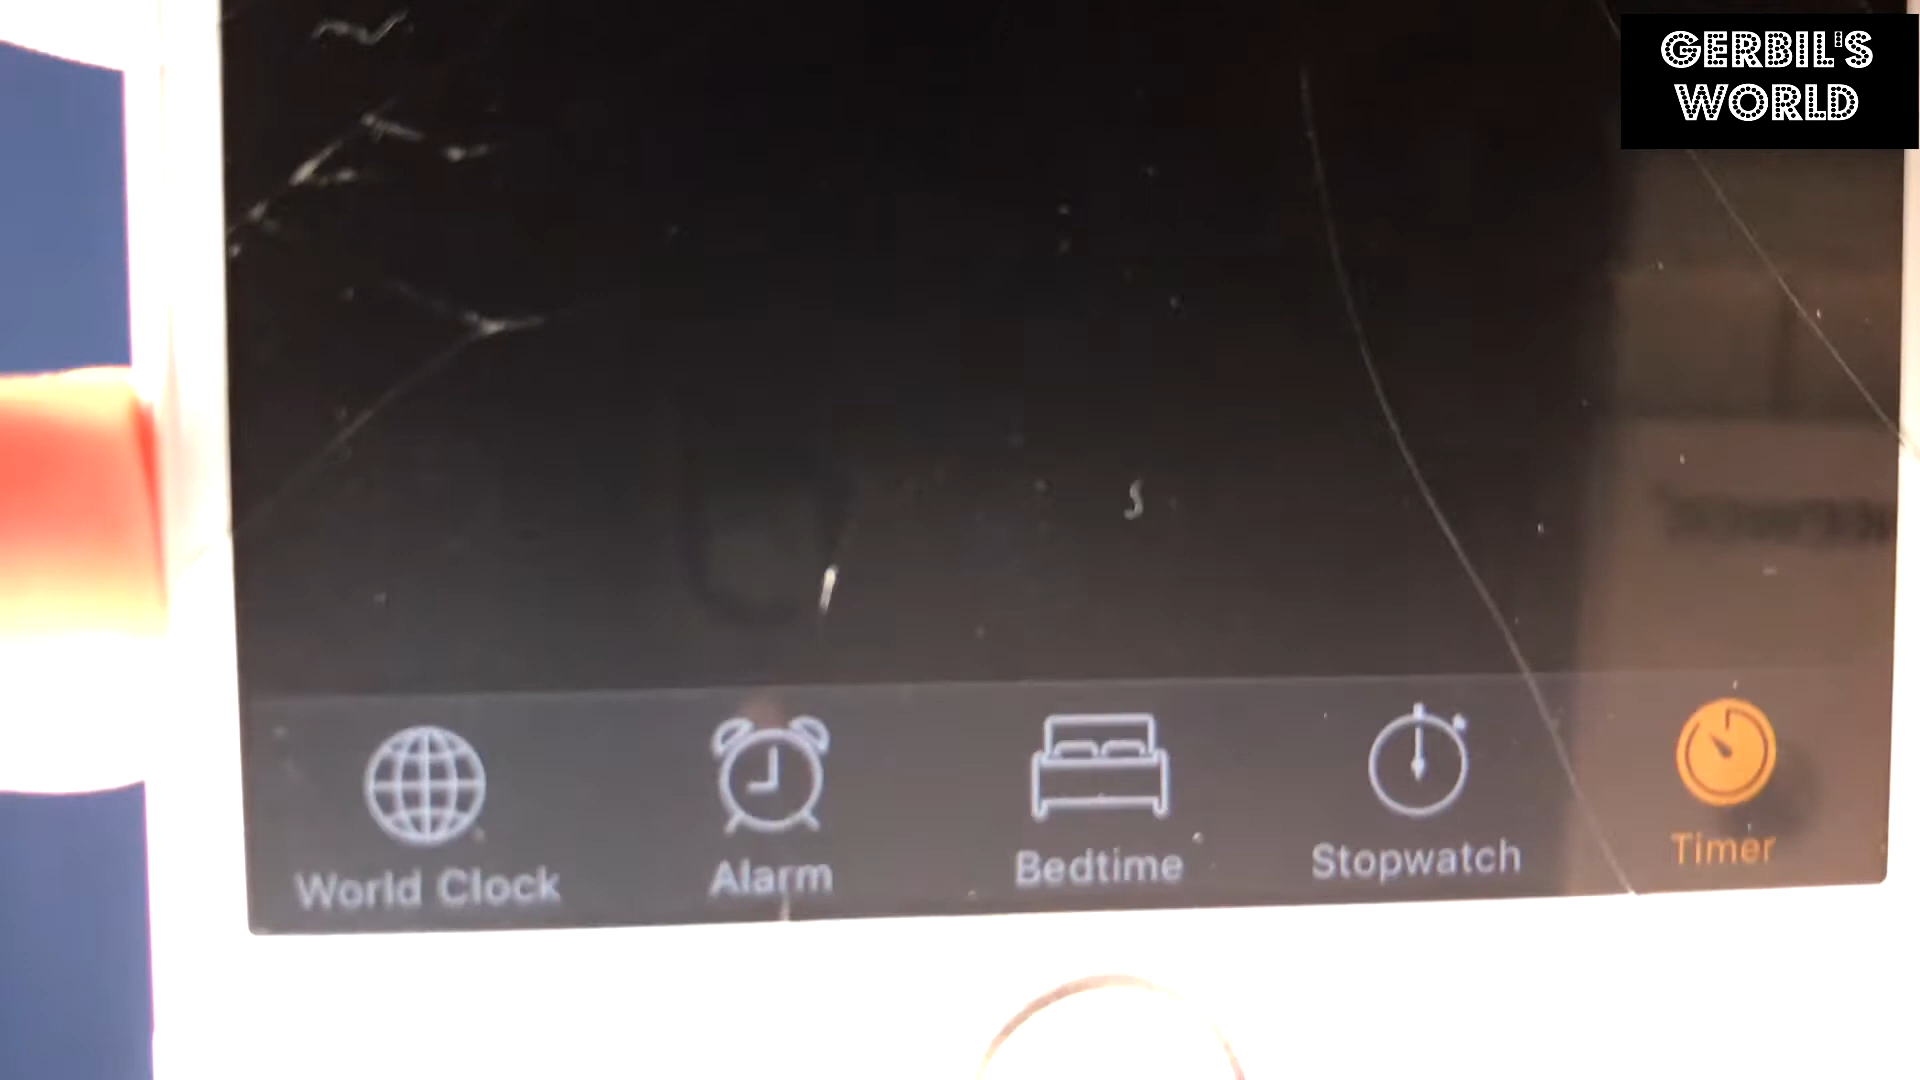 GERBIL'S
WORLD
World Clock
Alarm
Bedtime
Stopwatch
Timer